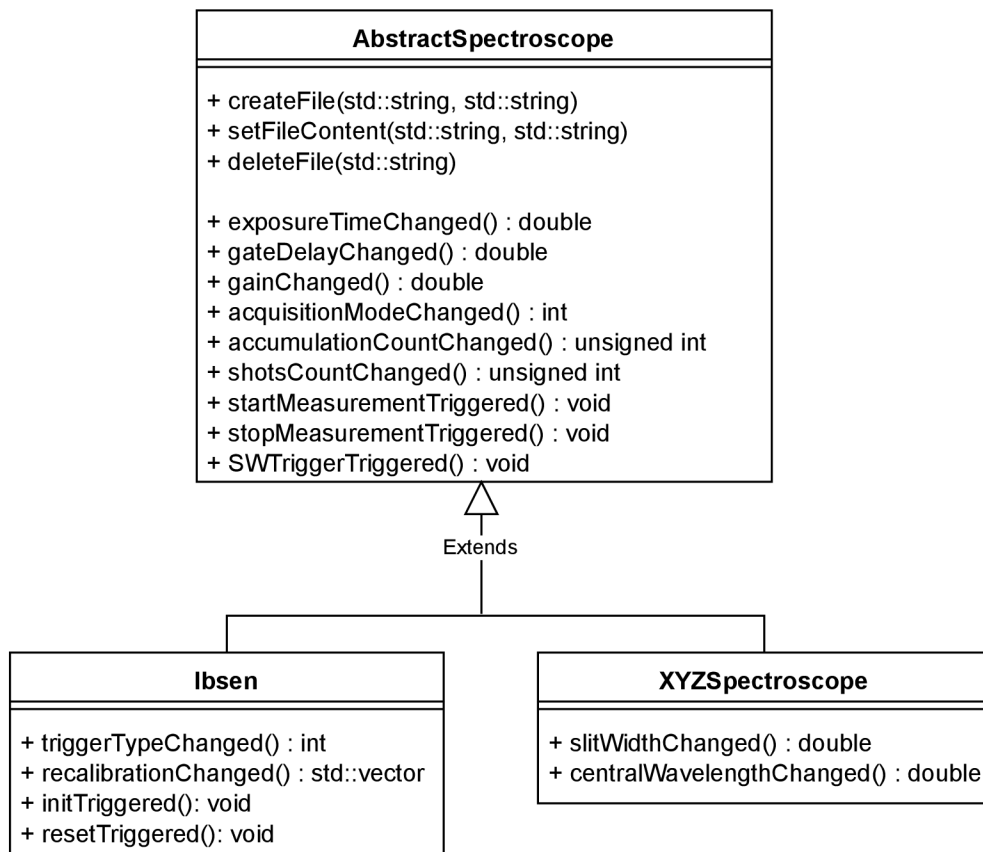 AbstractSpectroscope
+ createFile(std::string, std::string)
+ setFileContent(std::string, std::string)
+ deleteFile(std::string)
+ exposureTimeChanged() : double
+ gateDelayChanged() : double
+ gainChanged() : double
+ acquisitionModeChanged() : int
+ accumulationCountChanged() : unsigned int
+ shotsCountChanged() : unsigned int
+ startMeasurementTriggered() : void
+ stopMeasurementTriggered() : void
+ SWTriggerTriggered() : void
Extends
Ibsen
+ triggerTypeChanged() : int
+ recalibrationChanged() : std::vector
+ initTriggered(): void
+ resetTriggered(): void
XYZSpectroscope
+ slitWidthChanged() : double
+ centralWavelengthChanged() : double